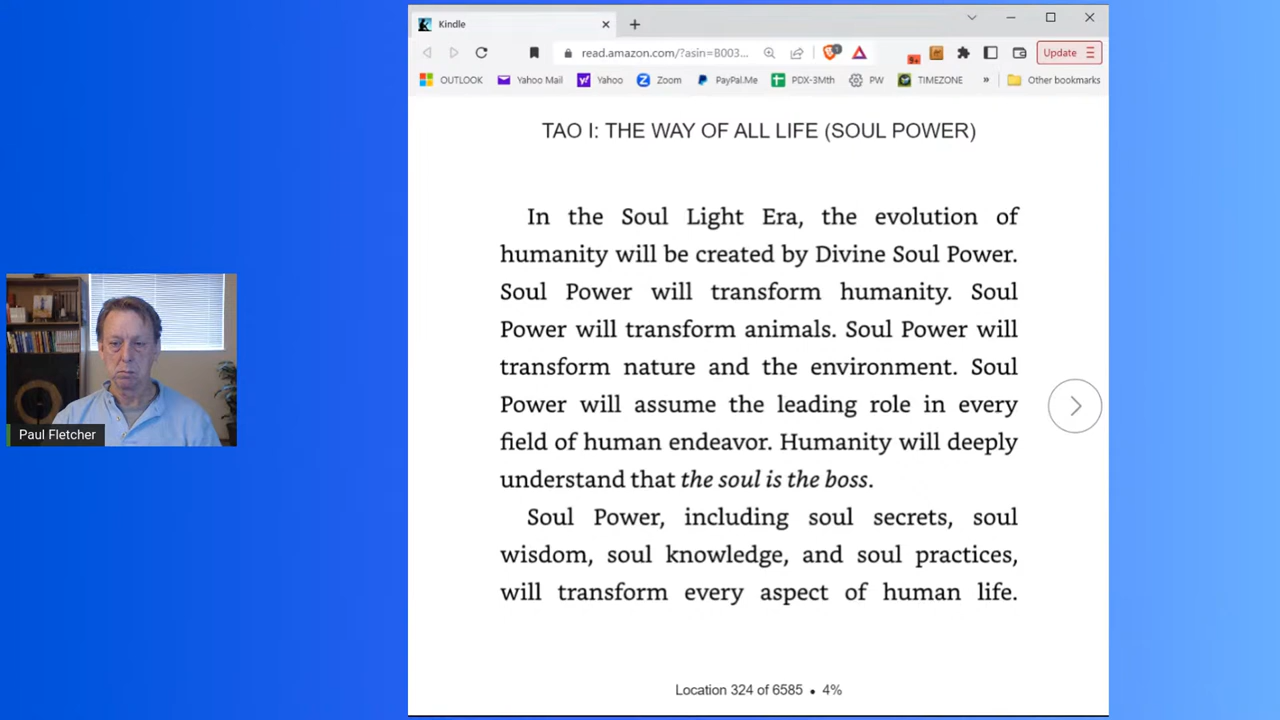 Kindle
read.amazon.com/?asin=B003...
9+
Update
OUTLOOK
Yahoo Mail
Yahoo
Zoom
PayPal.Me
PDX-3Mth
PW
TIMEZONE
»
Other bookmarks
TAO I: THE WAY OF ALL LIFE (SOUL POWER)
In the Soul Light Era, the evolution of
humanity will be created by Divine Soul Power.
Soul Power will transform humanity. Soul
Power will transform animals. Soul Power will
transform nature and the environment. Soul
Power will assume the leading role in every
field of human endeavor. Humanity will deeply
understand that the soul is the boss.
Soul Power, including soul secrets, soul
wisdom, soul knowledge, and soul practices,
will transform every aspect of human life.
Location 324 of 6585 • 4%
Paul Fletcher